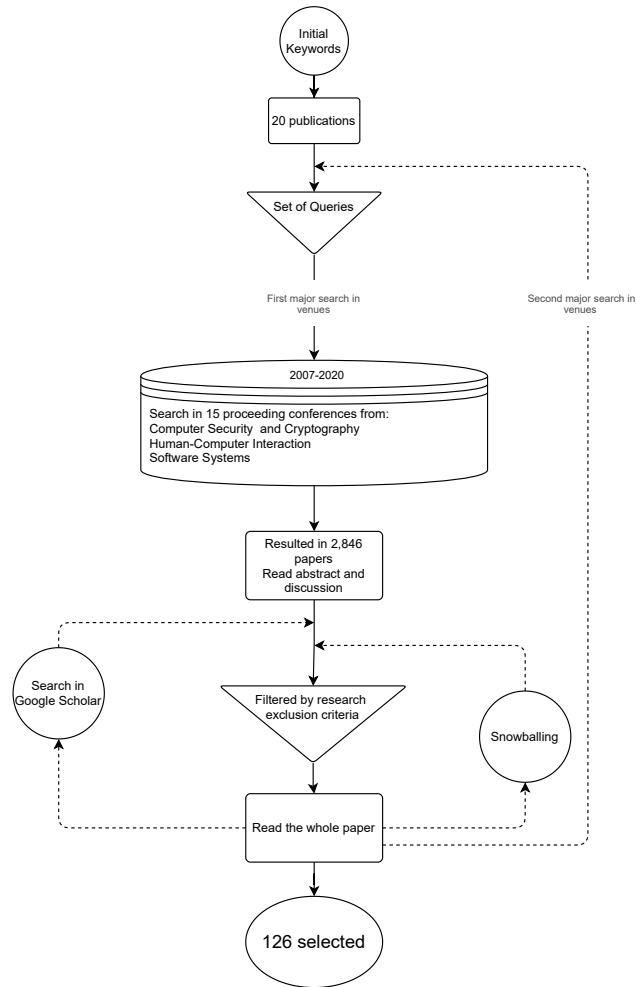 Initial
Keywords
20 publications
Set of Queries
First major search in
venues
Second major search in
venues
2007-2020
Search in 15 proceeding conferences from:
Computer Security and Cryptography
Human-Computer Interaction
Software Systems
Resulted in 2,846
papers
Read abstract and
discussion
Search in
Google Scholar
Filtered by research
exclusion criteria
Snowballing
Read the whole paper
126 selected